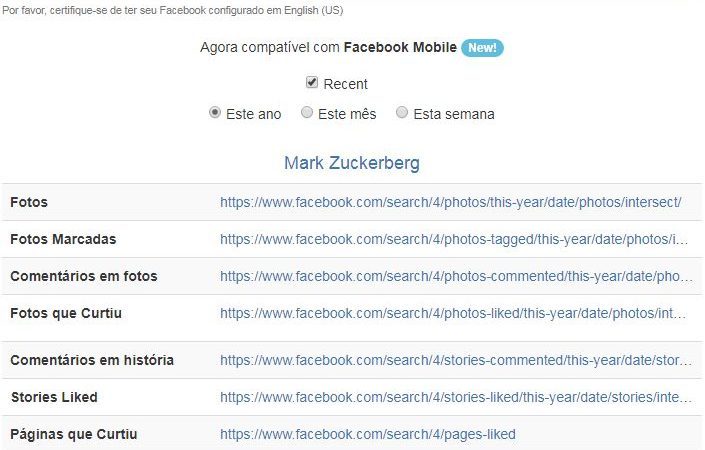 Por favor, certifique-se de ter seu Facebook configurado em English (US)
Agora compatível com Facebook Mobile New!
Recent
Este ano Este mês Esta semana
Mark Zuckerberg
Fotos https://www.facebook.com/search/4/photos/this-year/date/photos/intersect/
Fotos Marcadas https://www.facebook.com/search/4/photos-tagged/this-year/date/photos/i...
Comentários em fotos https://www.facebook.com/search/4/photos-commented/this-year/date/pho...
Fotos que Curtiu https://www.facebook.com/search/4/photos-liked/this-year/date/photos/int...
Comentários em história https://www.facebook.com/search/4/stories-commented/this-year/date/stor...
Stories Liked https://www.facebook.com/search/4/stories-liked/this-year/date/stories/inte...
Páginas que Curtiu https://www.facebook.com/search/4/pages-liked